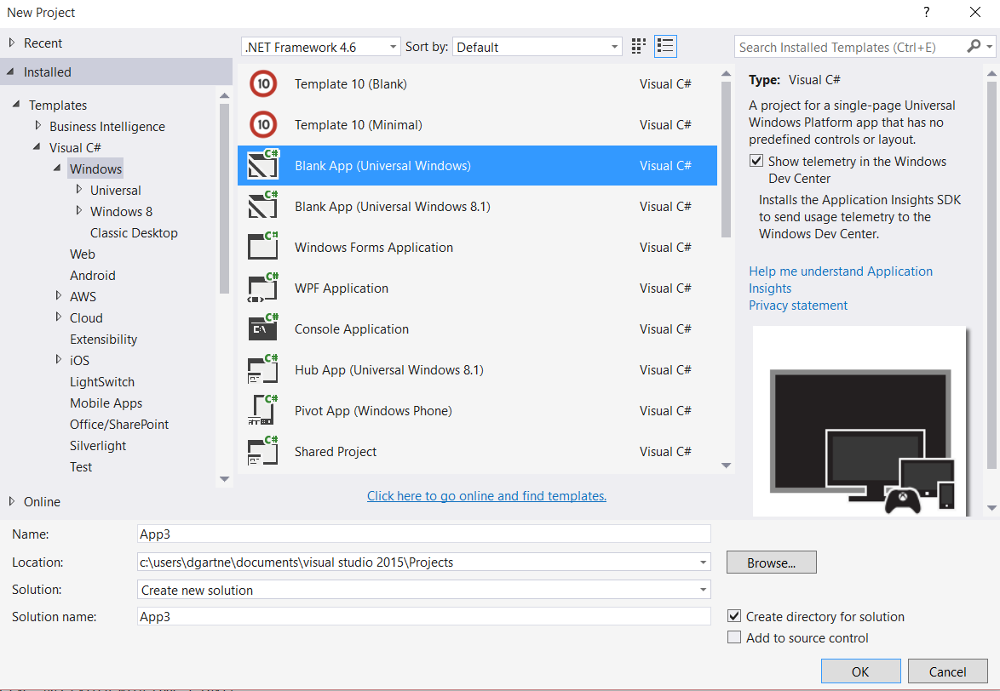 New Project
?
Recent
.NET Framework 4.6
Sort by:
Default
Search Installed Templates (Ctrl+E)
Installed
Templates
Business Intelligence
Visual C#
Windows
Universal
Windows 8
Classic Desktop
Web
Android
AWS
Cloud
Extensibility
iOS
LightSwitch
Mobile Apps
Office/SharePoint
Silverlight
Test
Online
10 Template 10 (Blank) Visual C#
10 Template 10 (Minimal) Visual C#
C# Blank App (Universal Windows) Visual C#
C# Blank App (Universal Windows 8.1) Visual C#
C# Windows Forms Application Visual C#
C# WPF Application Visual C#
C# Console Application Visual C#
C# Hub App (Universal Windows 8.1) Visual C#
C# Pivot App (Windows Phone) Visual C#
C# Shared Project Visual C#
Click here to go online and find templates.
Type: Visual C#
A project for a single-page Universal
Windows Platform app that has no
predefined controls or layout.
Show telemetry in the Windows
Dev Center
Installs the Application Insights SDK
to send usage telemetry to the
Windows Dev Center.
Help me understand Application
Insights
Privacy statement
Name: App3
Location: c:\users\dgartne\documents\visual studio 2015\Projects
Browse...
Solution: Create new solution
Solution name: App3
Create directory for solution
Add to source control
OK
Cancel